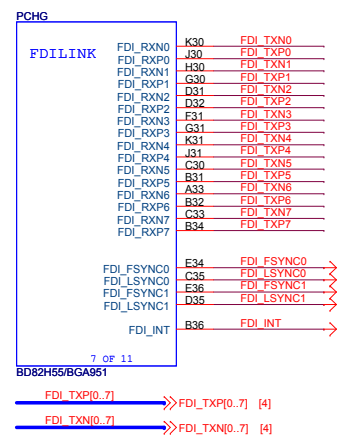 PCHG
FDILINK
FDI_RXN0 K30 FDI_TXN0
FDI_RXP0 J30 FDI_TXP0
FDI_RXN1 H30 FDI_TXN1
FDI_RXP1 G30 FDI_TXP1
FDI_RXN2 D31 FDI_TXN2
FDI_RXP2 D32 FDI_TXP2
FDI_RXN3 F31 FDI_TXN3
FDI_RXP3 G31 FDI_TXP3
FDI_RXN4 K31 FDI_TXN4
FDI_RXP4 J31 FDI_TXP4
FDI_RXN5 C30 FDI_TXN5
FDI_RXP5 B31 FDI_TXP5
FDI_RXN6 A33 FDI_TXN6
FDI_RXP6 B32 FDI_TXP6
FDI_RXN7 C33 FDI_TXN7
FDI_RXP7 B34 FDI_TXP7
FDI_FSYNC0 E34 FDI_FSYNC0
FDI_LSYNC0 C35 FDI_LSYNC0
FDI_FSYNC1 E36 FDI_FSYNC1
FDI_LSYNC1 D35 FDI_LSYNC1
FDI_INT B36 FDI_INT
7 OF 11
BD82H55/BGA951
FDI_TXP[0..7] FDI_TXP[0..7] [4]
FDI_TXN[0..7] FDI_TXN[0..7] [4]